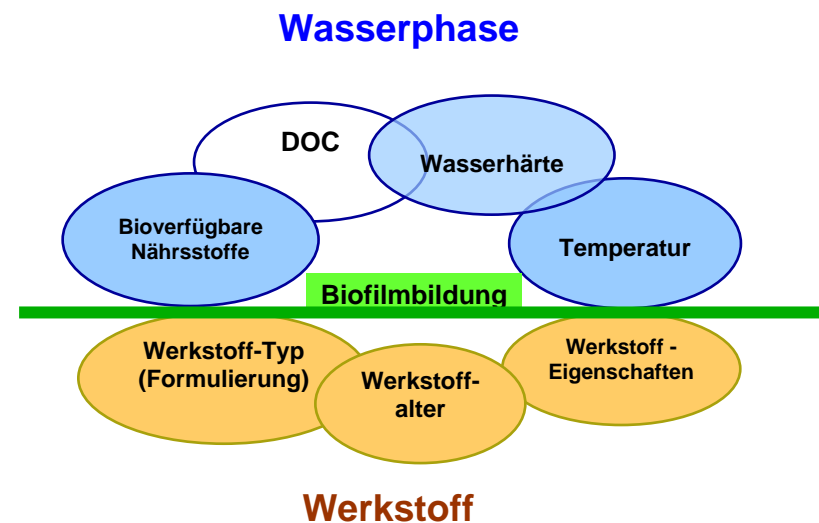 Wasserphase
DOC
Wasserhärte
Bioverfügbare
Nährsstoffe
Temperatur
Biofilmbildung
Werkstoff-Typ
(Formulierung)
Werkstoff-
alter
Werkstoff -
Eigenschaften
Werkstoff